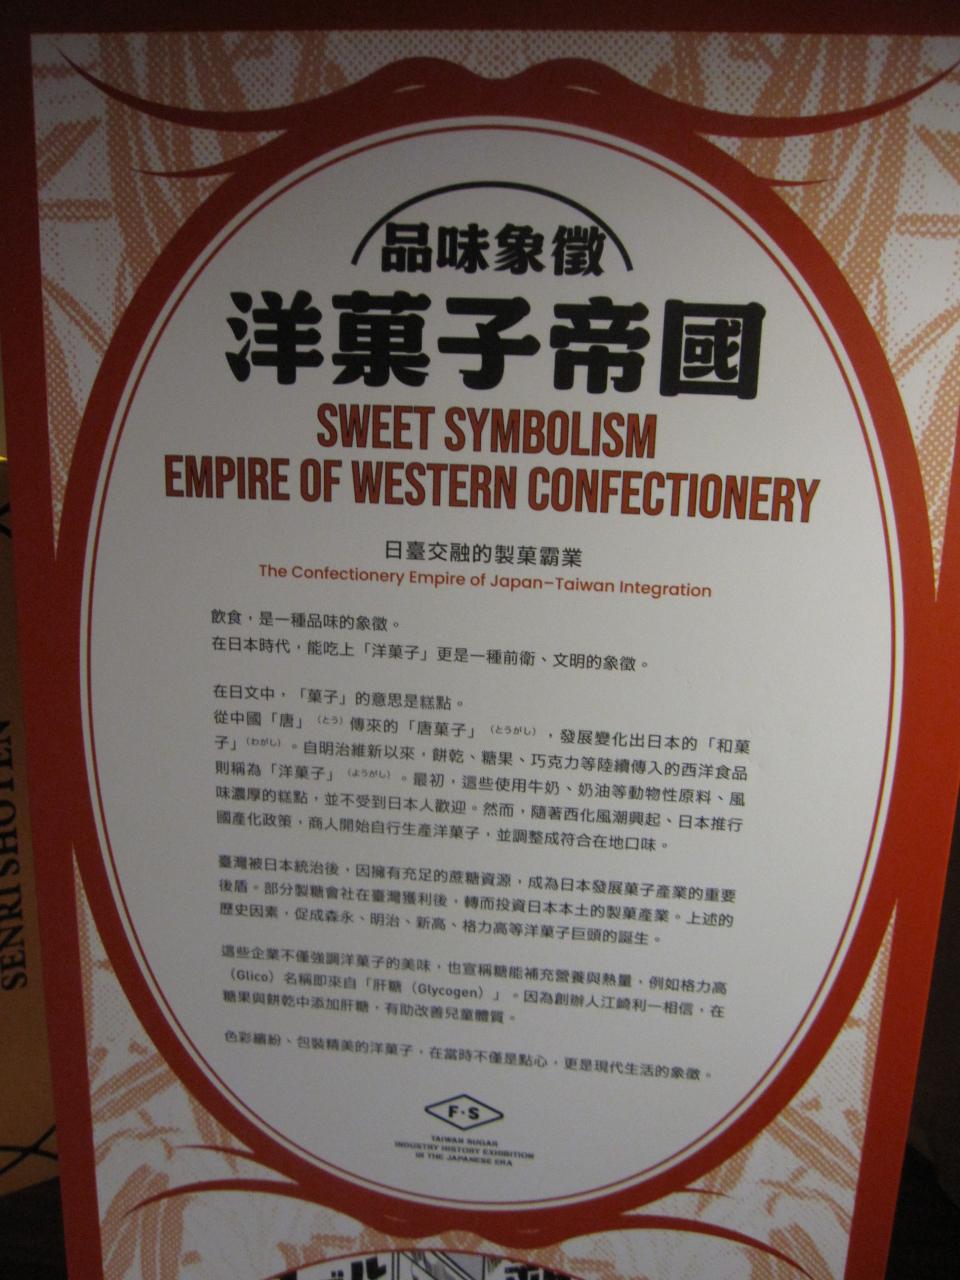 品味象徵
洋菓子帝國
SWEET SYMBOLISM
EMPIRE OF WESTERN CONFECTIONERY
日臺交融的製菓霸業
The Confectionery Empire of Japan–Taiwan Integration
飲食，是一種品味的象徵。
在日本時代，能吃上「洋菓子」更是一種前衛、文明的象徵。
在日文中，「菓子」的意思是糕點。
從中國「唐」（とう）傳來的「唐菓子」（とうがし），發展變化出日本的「和菓
子」（わがし）。自明治維新以來，餅乾、糖果、巧克力等陸續傳入的西洋食品
則稱為「洋菓子」（ようがし）。最初，這些使用牛奶、奶油等動物性原料、風
味濃厚的糕點，並不受到日本人歡迎。然而，隨著西化風潮興起、日本推行
國產化政策，商人開始自行生產洋菓子，並調整成符合在地口味。
臺灣被日本統治後，因擁有充足的蔗糖資源，成為日本發展菓子產業的重要
後盾。部分製糖會社在臺灣獲利後，轉而投資日本本土的製菓產業。上述的
歷史因素，促成森永、明治、新高、格力高等洋菓子巨頭的誕生。
這些企業不僅強調洋菓子的美味，也宣稱糖能補充營養與熱量，例如格力高
（Glico）名稱即來自「肝糖（Glycogen）」。因為創辦人江崎利一相信，在
糖果與餅乾中添加肝糖，有助改善兒童體質。
色彩繽紛、包裝精美的洋菓子，在當時不僅是點心，更是現代生活的象徵。
F·S
TAIWAN SUGAR
INDUSTRY HISTORY EXHIBITION
IN THE JAPANESE ERA
SENRI SHOTEN